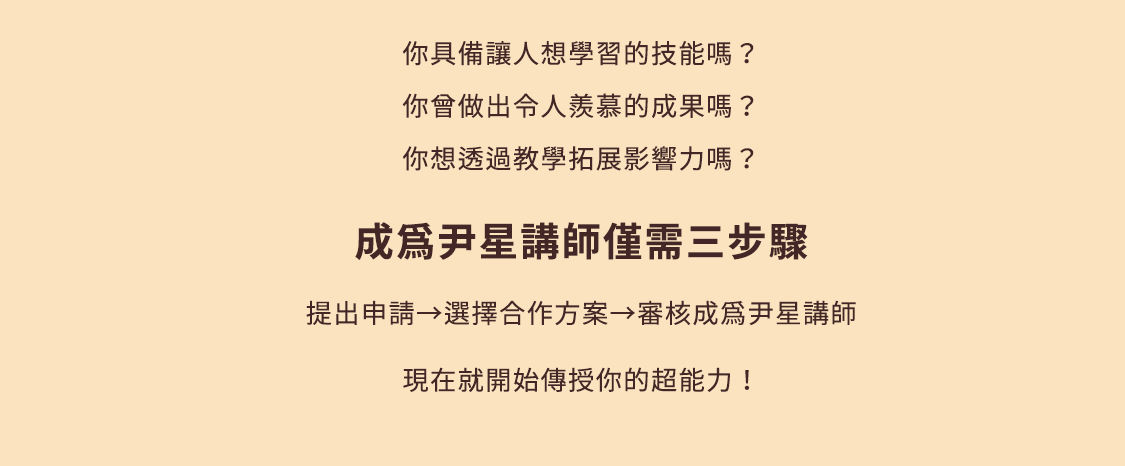 你具備讓人想學習的技能嗎？
你曾做出令人羨慕的成果嗎？
你想透過教學拓展影響力嗎？
成爲尹星講師僅需三步驟
提出申請→選擇合作方案→審核成爲尹星講師
現在就開始傳授你的超能力！